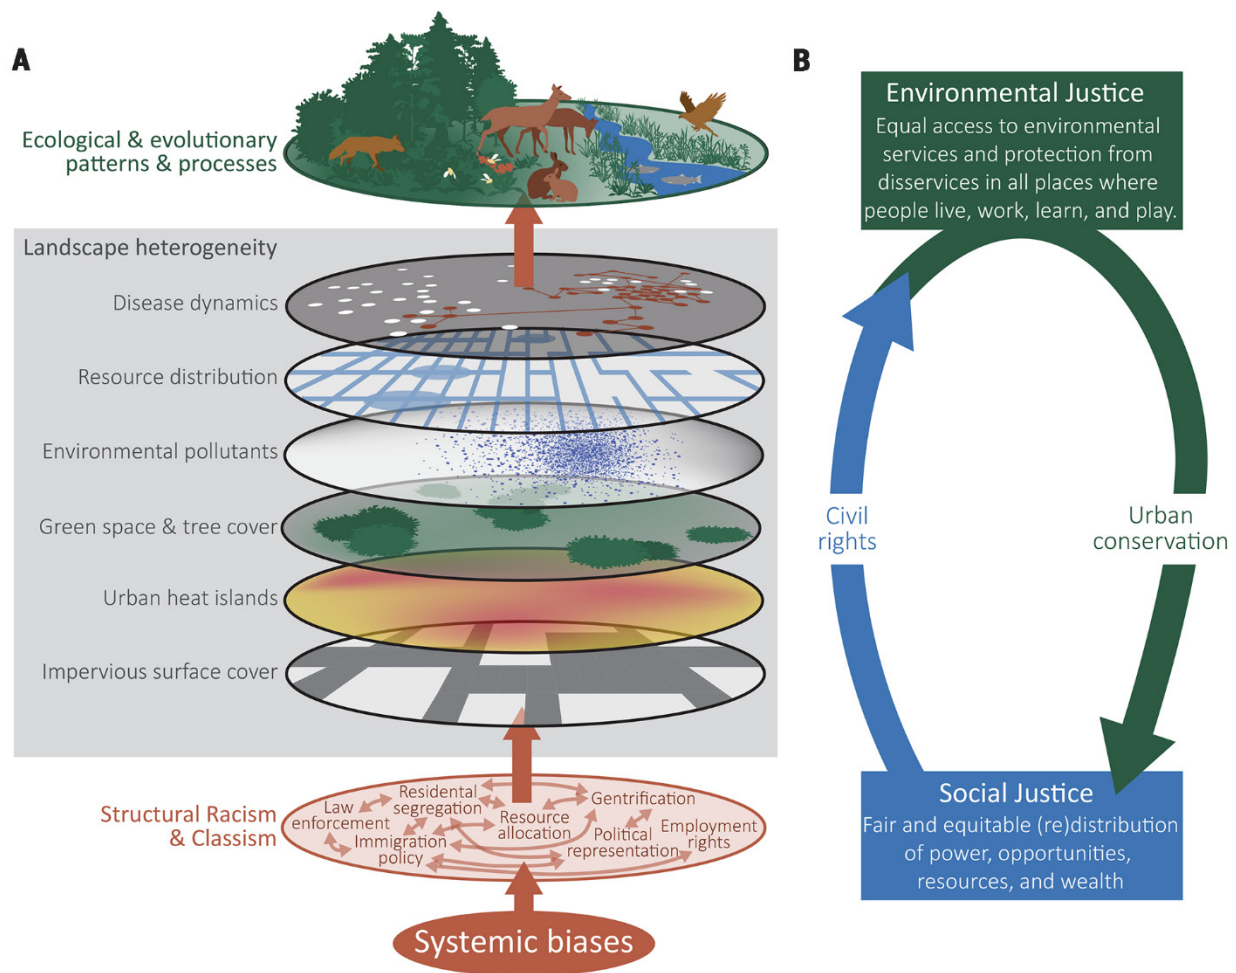 A
Ecological & evolutionary
patterns & processes
Landscape heterogeneity
Disease dynamics
Resource distribution
Environmental pollutants
Green space & tree cover
Urban heat islands
Impervious surface cover
Structural Racism
& Classism
Law
enforcement
Residental
segregation
Immigration
policy
Resource
allocation
Gentrification
Political
representation
Employment
rights
Systemic biases
B
Environmental Justice
Equal access to environmental
services and protection from
disservices in all places where
people live, work, learn, and play.
Civil
rights
Urban
conservation
Social Justice
Fair and equitable (re)distribution
of power, opportunities,
resources, and wealth